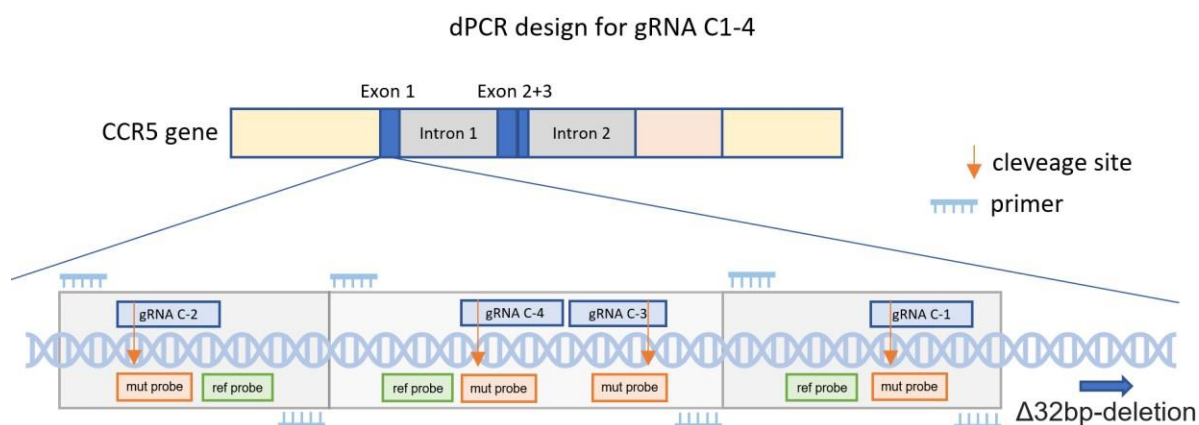 dPCR design for gRNA C1-4
Exon 1
Exon 2+3
CCR5 gene
Intron 1
Intron 2
cleveage site
primer
gRNA C-2
gRNA C-4
gRNA C-3
gRNA C-1
mut probe
ref probe
ref probe
mut probe
mut probe
ref probe
mut probe
Δ32bp-deletion